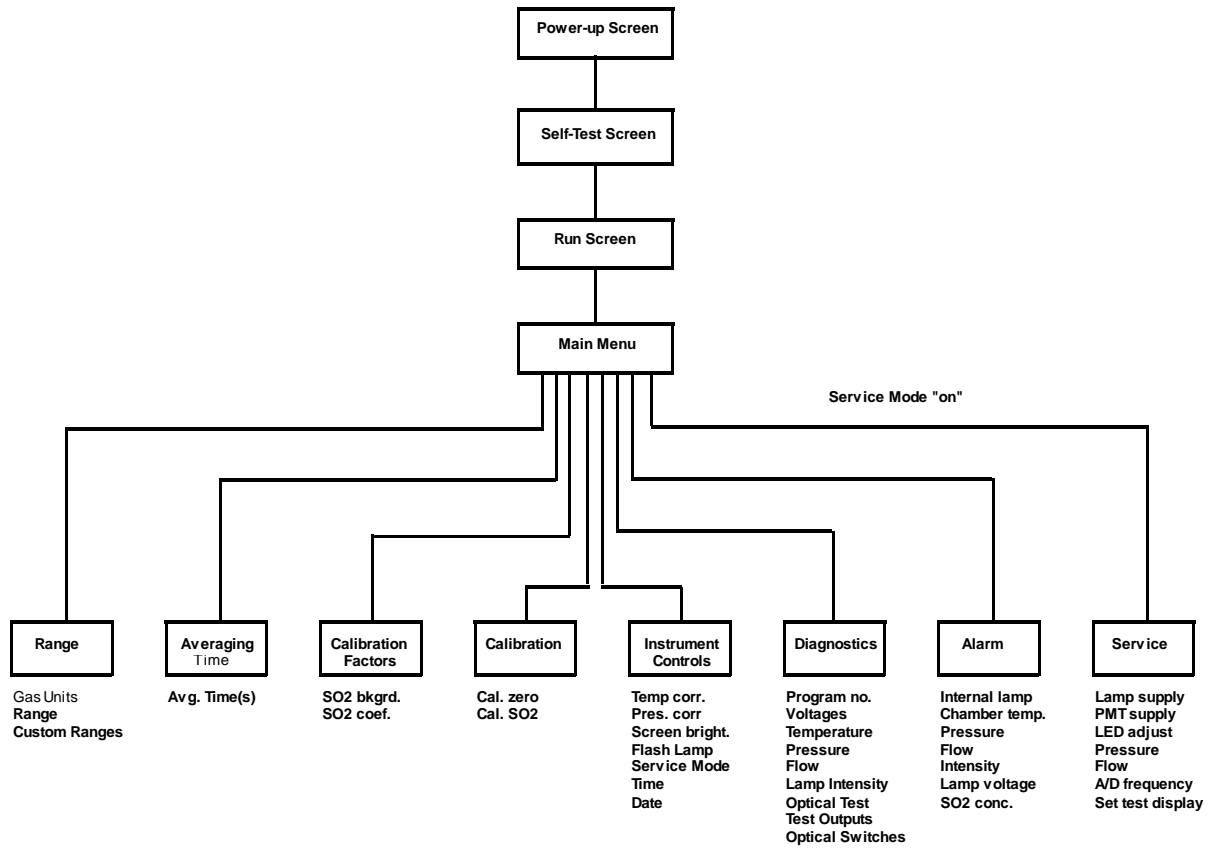 Power-up Screen
Self-Test Screen
Run Screen
Main Menu
Service Mode "on"
Range
Gas Units
Range
Custom Ranges
Averaging
Time
Avg. Time(s)
Calibration
Factors
SO2 bkgrd.
SO2 coef.
Calibration
Cal. zero
Cal. SO2
Instrument
Controls
Temp corr.
Pres. corr
Screen bright.
Flash Lamp
Service Mode
Time
Date
Diagnostics
Program no.
Voltages
Temperature
Pressure
Flow
Lamp Intensity
Optical Test
Test Outputs
Optical Switches
Alarm
Internal lamp
Chamber temp.
Pressure
Flow
Intensity
Lamp voltage
SO2 conc.
Service
Lamp supply
PMT supply
LED adjust
Pressure
Flow
A/D frequency
Set test display